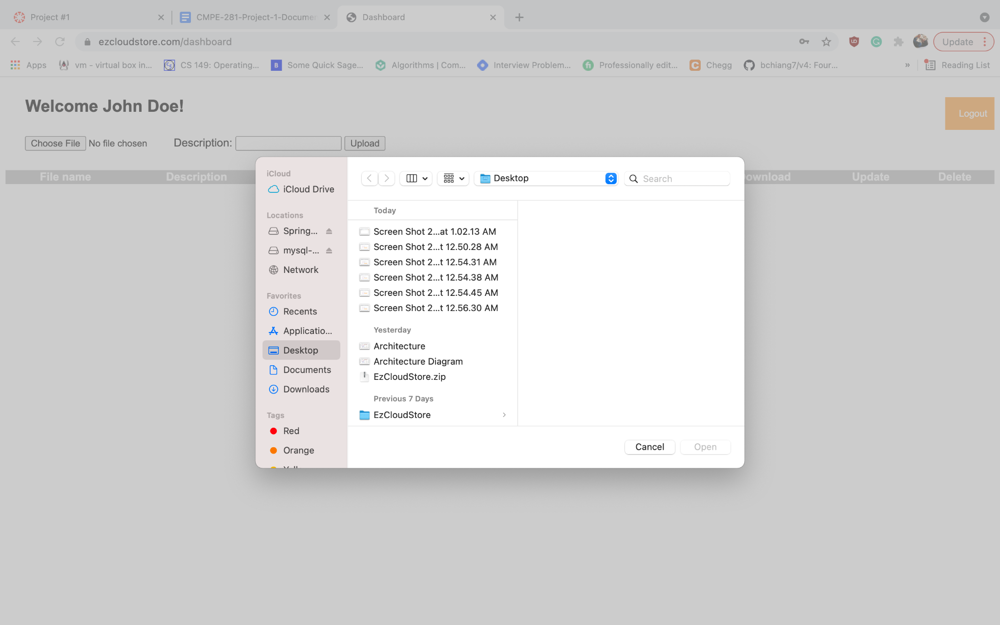 Project #1
CMPE-281-Project-1-Documen
Dashboard
ezcloudstore.com/dashboard
Update
Apps
vm - virtual box in...
CS 149: Operating...
Some Quick Sage...
Algorithms | Com...
Interview Problem...
Professionally edit...
Chegg
bchiang7/v4: Four...
»
Reading List
Welcome John Doe!
Logout
Choose File No file chosen
Description:
Upload
File name
Description
ownload
Update
Delete
iCloud
iCloud Drive
Locations
Spring...
mysql-...
Network
Favorites
Recents
Applicatio...
Desktop
Documents
Downloads
Tags
Red
Orange
Desktop
Search
Today
Screen Shot 2...at 1.02.13 AM
Screen Shot 2...t 12.50.28 AM
Screen Shot 2...t 12.54.31 AM
Screen Shot 2...t 12.54.38 AM
Screen Shot 2...t 12.54.45 AM
Screen Shot 2...t 12.56.30 AM
Yesterday
Architecture
Architecture Diagram
EzCloudStore.zip
Previous 7 Days
EzCloudStore
Cancel
Open